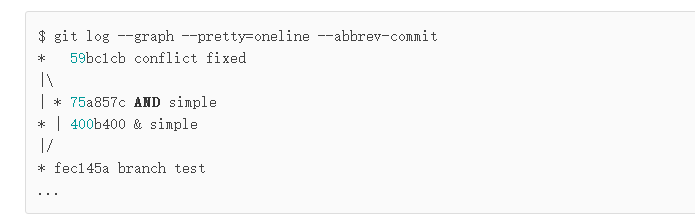 $ git log --graph --pretty=oneline --abbrev-commit
*   59bc1cb conflict fixed
|\
| * 75a857c AND simple
* | 400b400 & simple
|/
* fec145a branch test
...